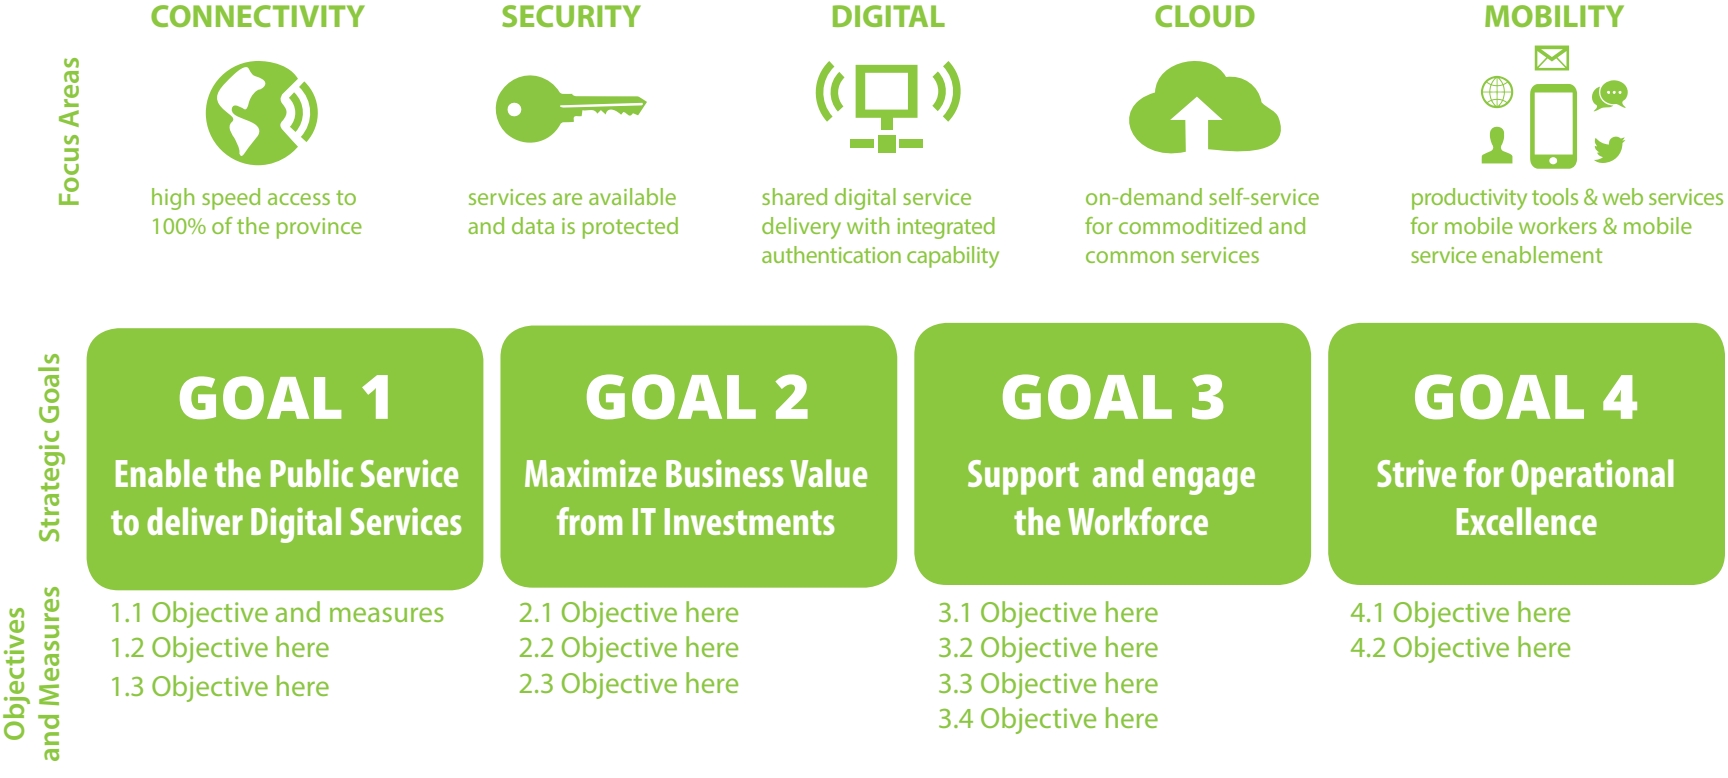 CONNECTIVITY
SECURITY
DIGITAL
CLOUD
MOBILITY
Focus Areas
high speed access to
100% of the province
services are available
and data is protected
shared digital service
delivery with integrated
authentication capability
on-demand self-service
for commoditized and
common services
productivity tools & web services
for mobile workers & mobile
service enablement
Strategic Goals
GOAL 1
Enable the Public Service
to deliver Digital Services
GOAL 2
Maximize Business Value
from IT Investments
GOAL 3
Support and engage
the Workforce
GOAL 4
Strive for Operational
Excellence
Objectives
and Measures
1.1 Objective and measures
1.2 Objective here
1.3 Objective here
2.1 Objective here
2.2 Objective here
2.3 Objective here
3.1 Objective here
3.2 Objective here
3.3 Objective here
3.4 Objective here
4.1 Objective here
4.2 Objective here